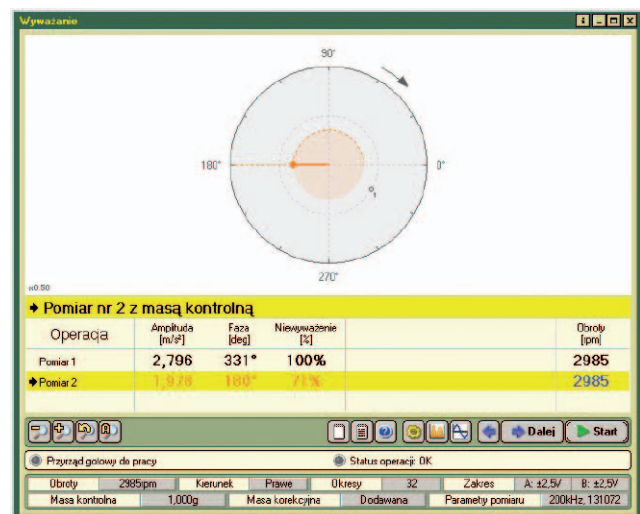 Wyważanie
90°
180°
0°
1
270°
x0.50
Pomiar nr 2 z masą kontrolną
Operacja Amplituda [m/s²] Faza [deg] Niewyważenie [%] Obroty [rpm]
Pomiar 1 2,796 331° 100% 2985
Pomiar 2 1,978 180° 71% 2985
Dalej Start
Przyrząd gotowy do pracy Status operacji: OK
Obroty 2985rpm Kierunek Prawe Okresy 32 Zakres A: ±2,5V B: ±2,5V
Masa kontrolna 1,000g Masa korekcyjna Dodawana Parametry pomiaru 200kHz, 131072